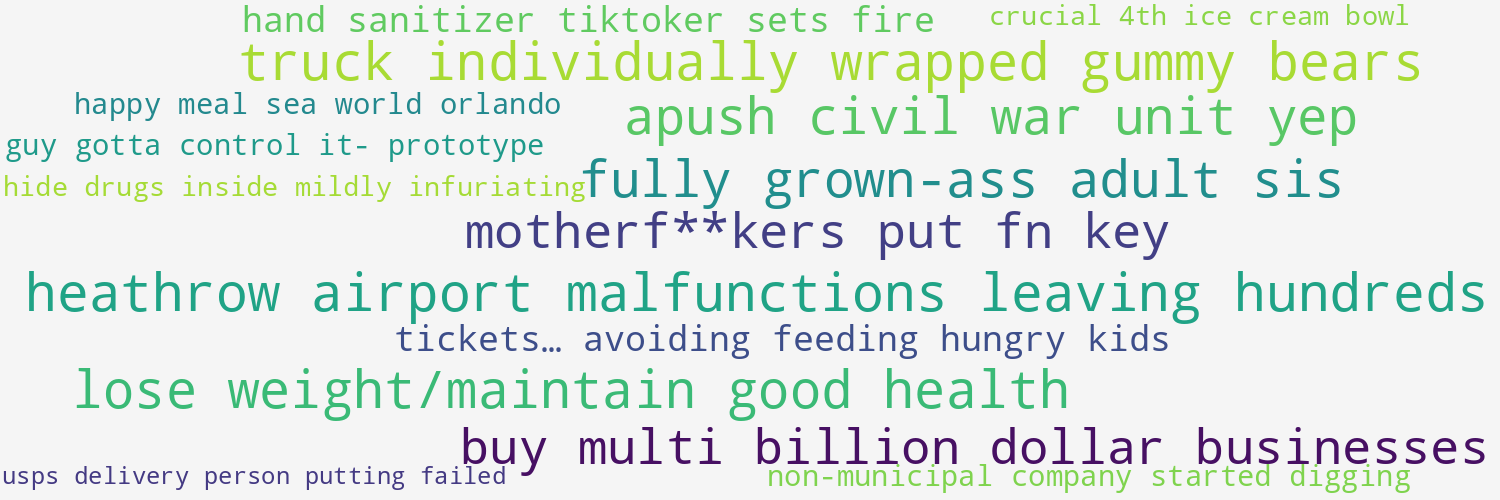 hand sanitizer tiktoker sets fire
crucial 4th ice cream bowl
truck individually wrapped gummy bears
happy meal sea world orlando
apush civil war unit yep
guy gotta control it- prototype
hide drugs inside mildly infuriating
fully grown-ass adult sis
motherf**kers put fn key
heathrow airport malfunctions leaving hundreds
tickets… avoiding feeding hungry kids
lose weight/maintain good health
buy multi billion dollar businesses
usps delivery person putting failed
non-municipal company started digging